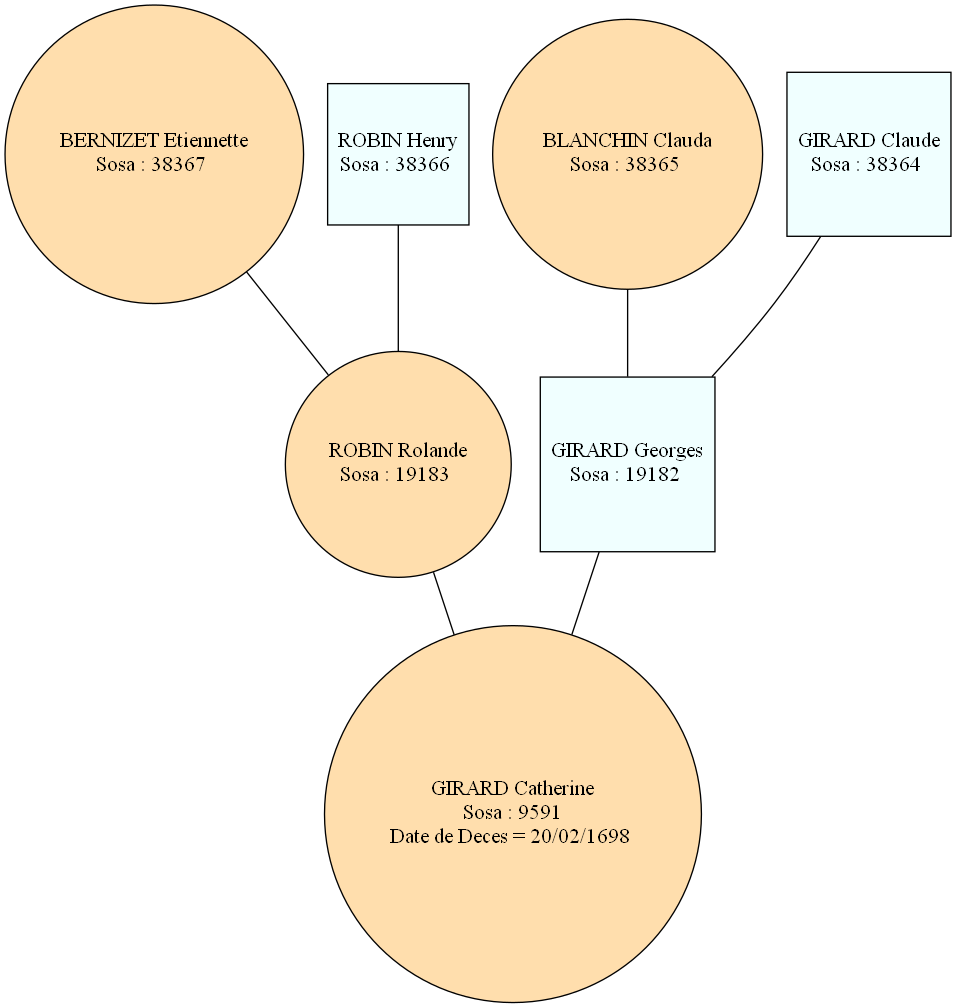 BERNIZET Etiennette
Sosa : 38367
ROBIN Henry
Sosa : 38366
BLANCHIN Clauda
Sosa : 38365
GIRARD Claude
Sosa : 38364
ROBIN Rolande
Sosa : 19183
GIRARD Georges
Sosa : 19182
GIRARD Catherine
Sosa : 9591
Date de Deces = 20/02/1698